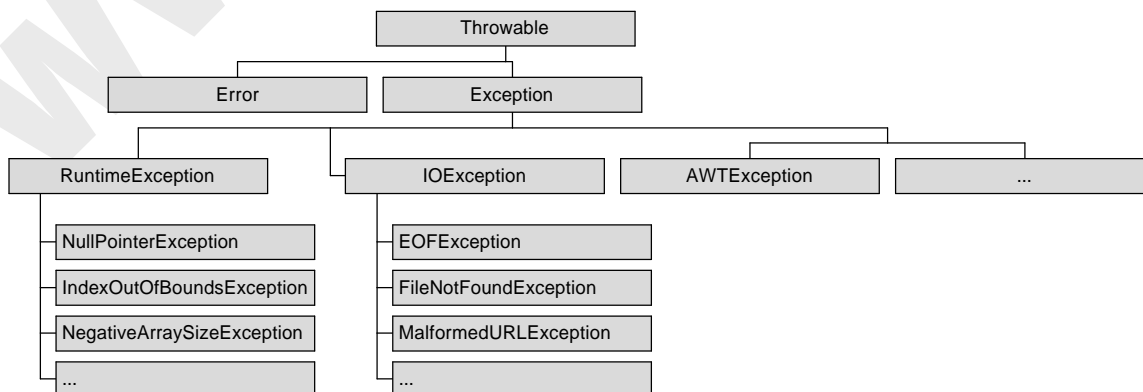 Throwable
Error
Exception
RuntimeException
IOException
AWTException
...
NullPointerException
EOFException
IndexOutOfBoundsException
FileNotFoundException
NegativeArraySizeException
MalformedURLException
...
...